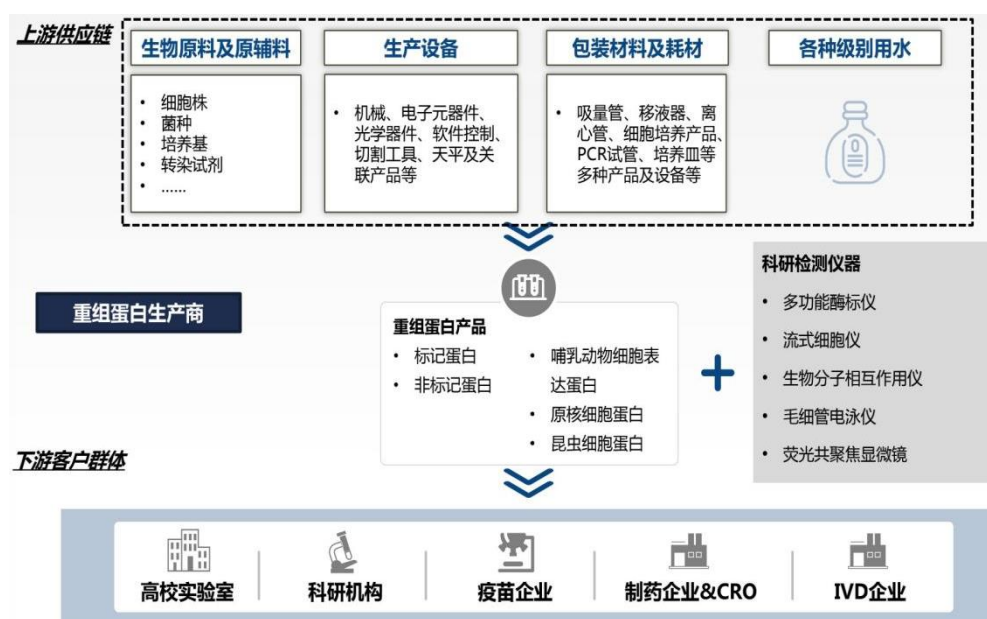 上游供应链
生物原料及原辅料
• 细胞株
• 菌种
• 培养基
• 转染试剂
• ......
生产设备
• 机械、电子元器件、
光学器件、软件控制、
切割工具、天平及关
联产品等
包装材料及耗材
• 吸量管、移液器、离
心管、细胞培养产品、
PCR试管、培养皿等
多种产品及设备等
各种级别用水
重组蛋白生产商
重组蛋白产品
• 标记蛋白
• 非标记蛋白
• 哺乳动物细胞表
达蛋白
• 原核细胞蛋白
• 昆虫细胞蛋白
科研检测仪器
• 多功能酶标仪
• 流式细胞仪
• 生物分子相互作用仪
• 毛细管电泳仪
• 荧光共聚焦显微镜
下游客户群体
高校实验室
科研机构
疫苗企业
制药企业&CRO
IVD企业